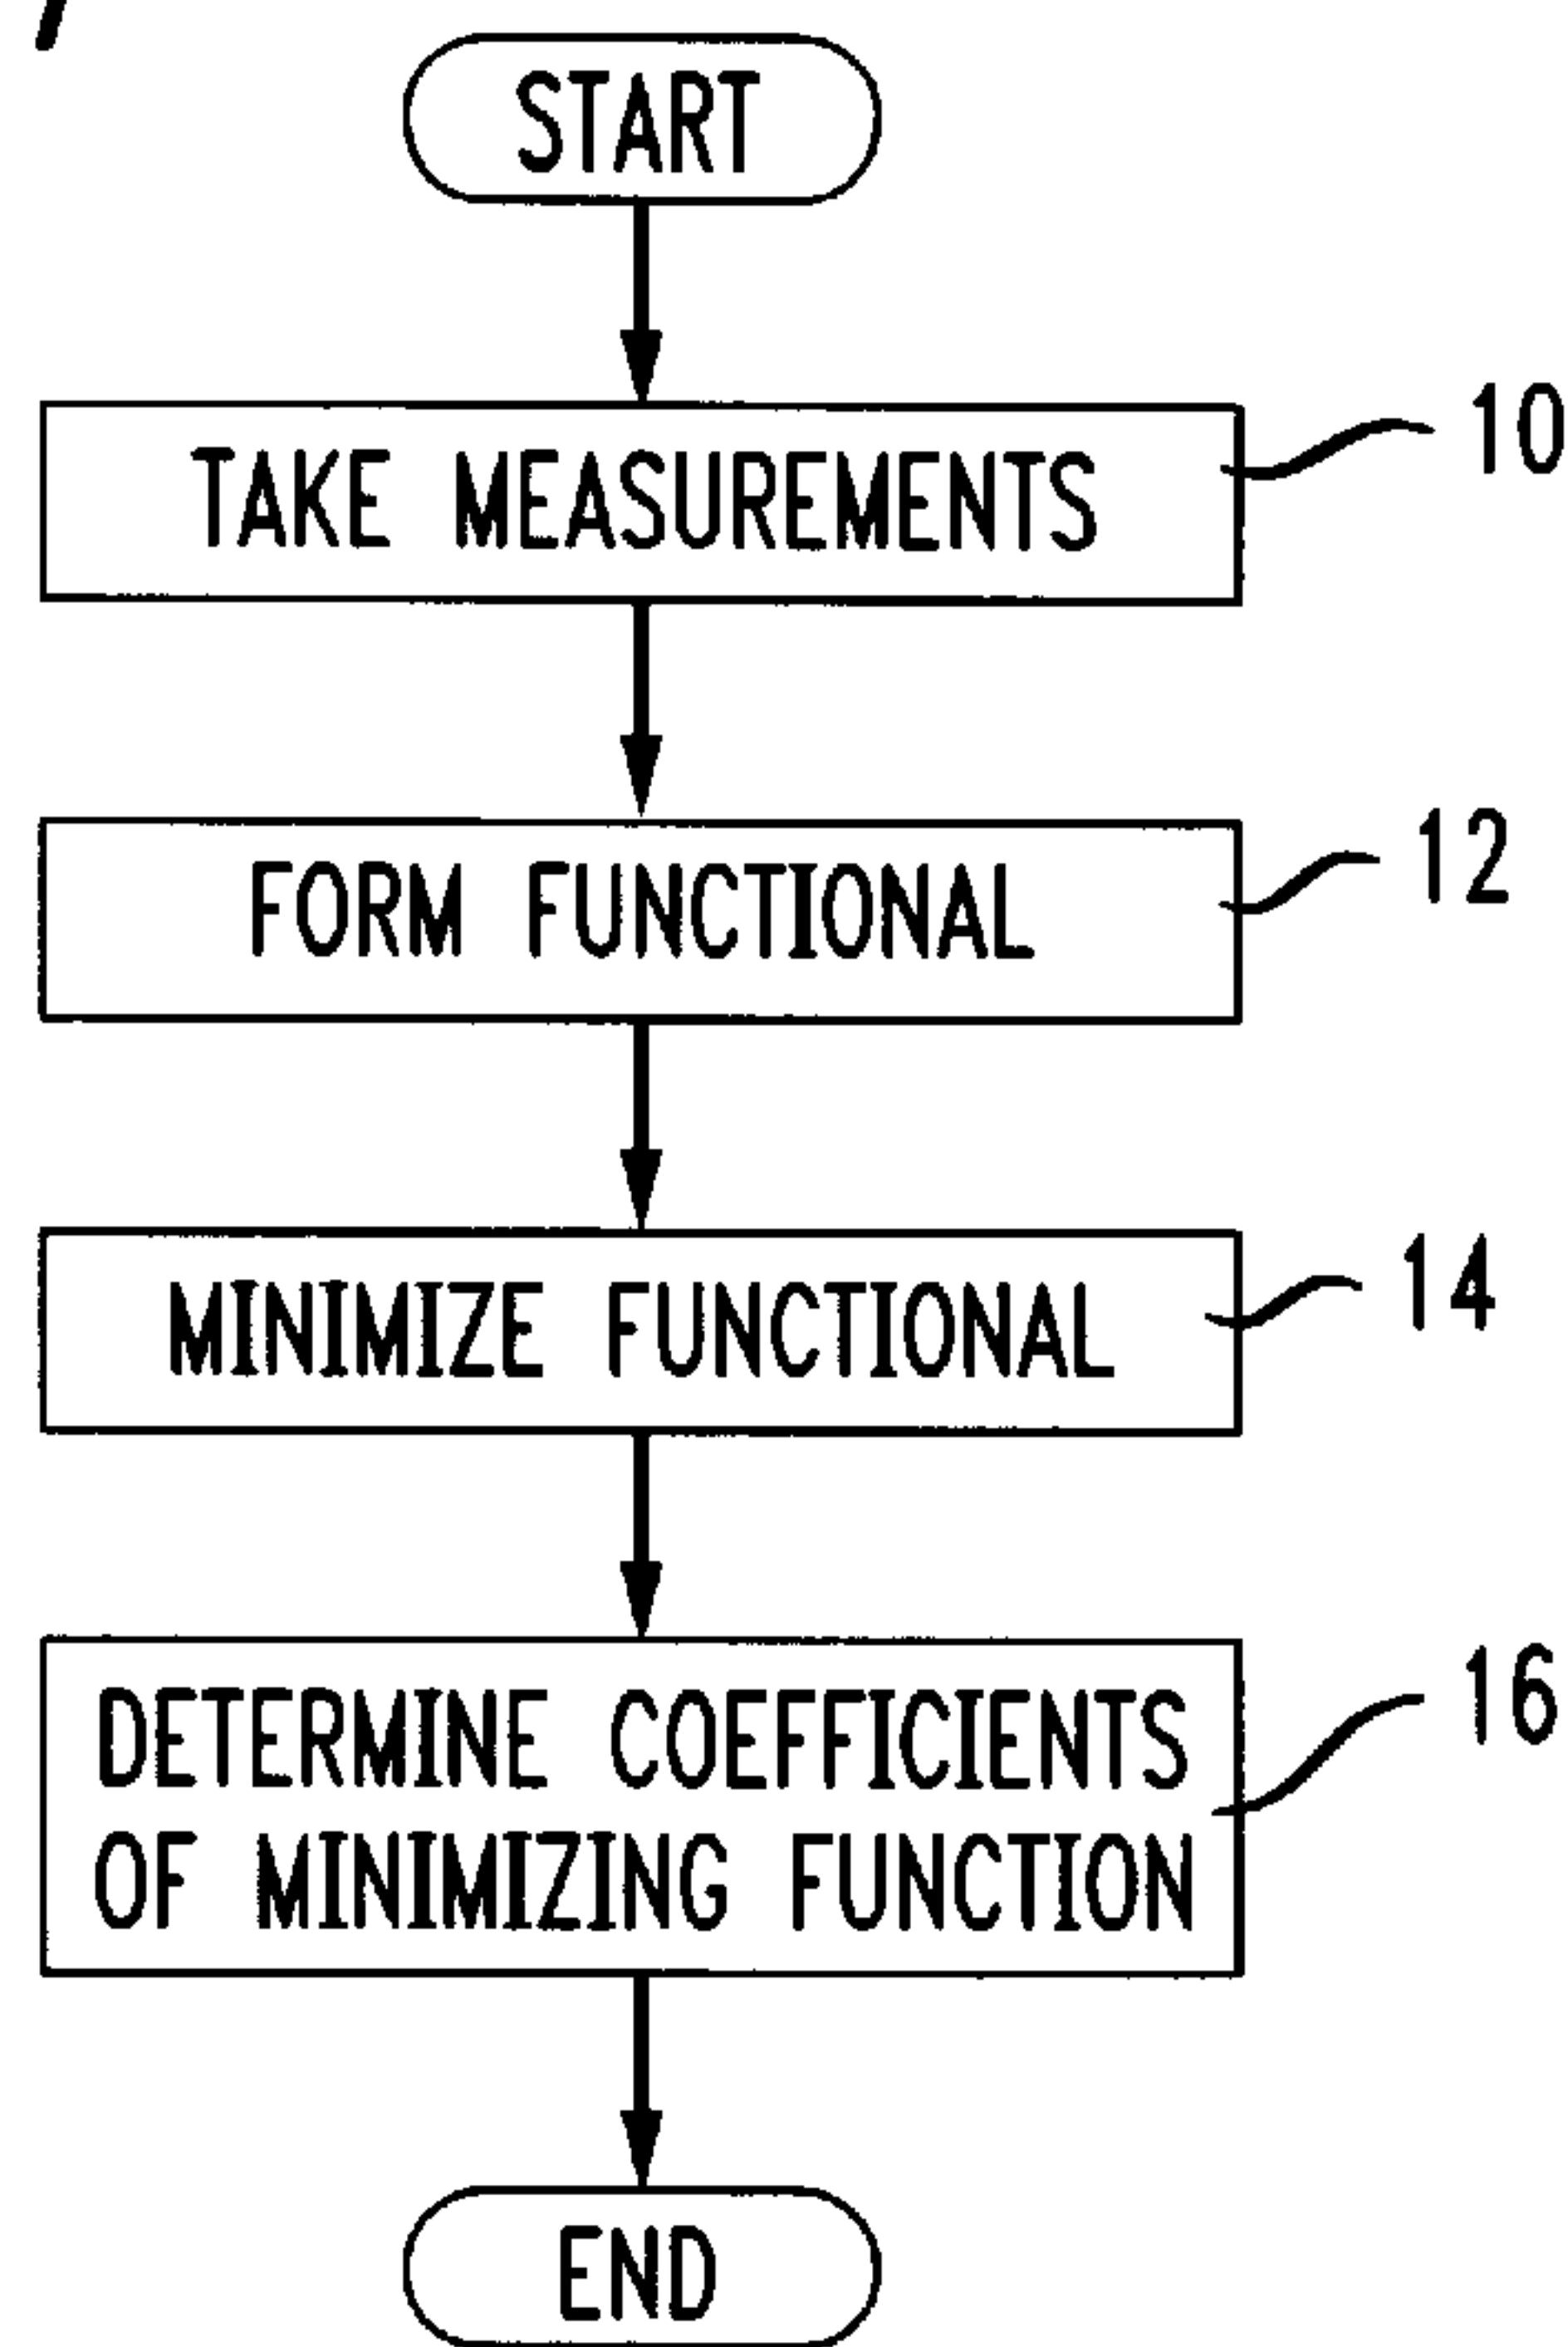 START
TAKE MEASUREMENTS
10
FORM FUNCTIONAL
12
MINIMIZE FUNCTIONAL
14
DETERMINE COEFFICIENTS
OF MINIMIZING FUNCTION
16
END